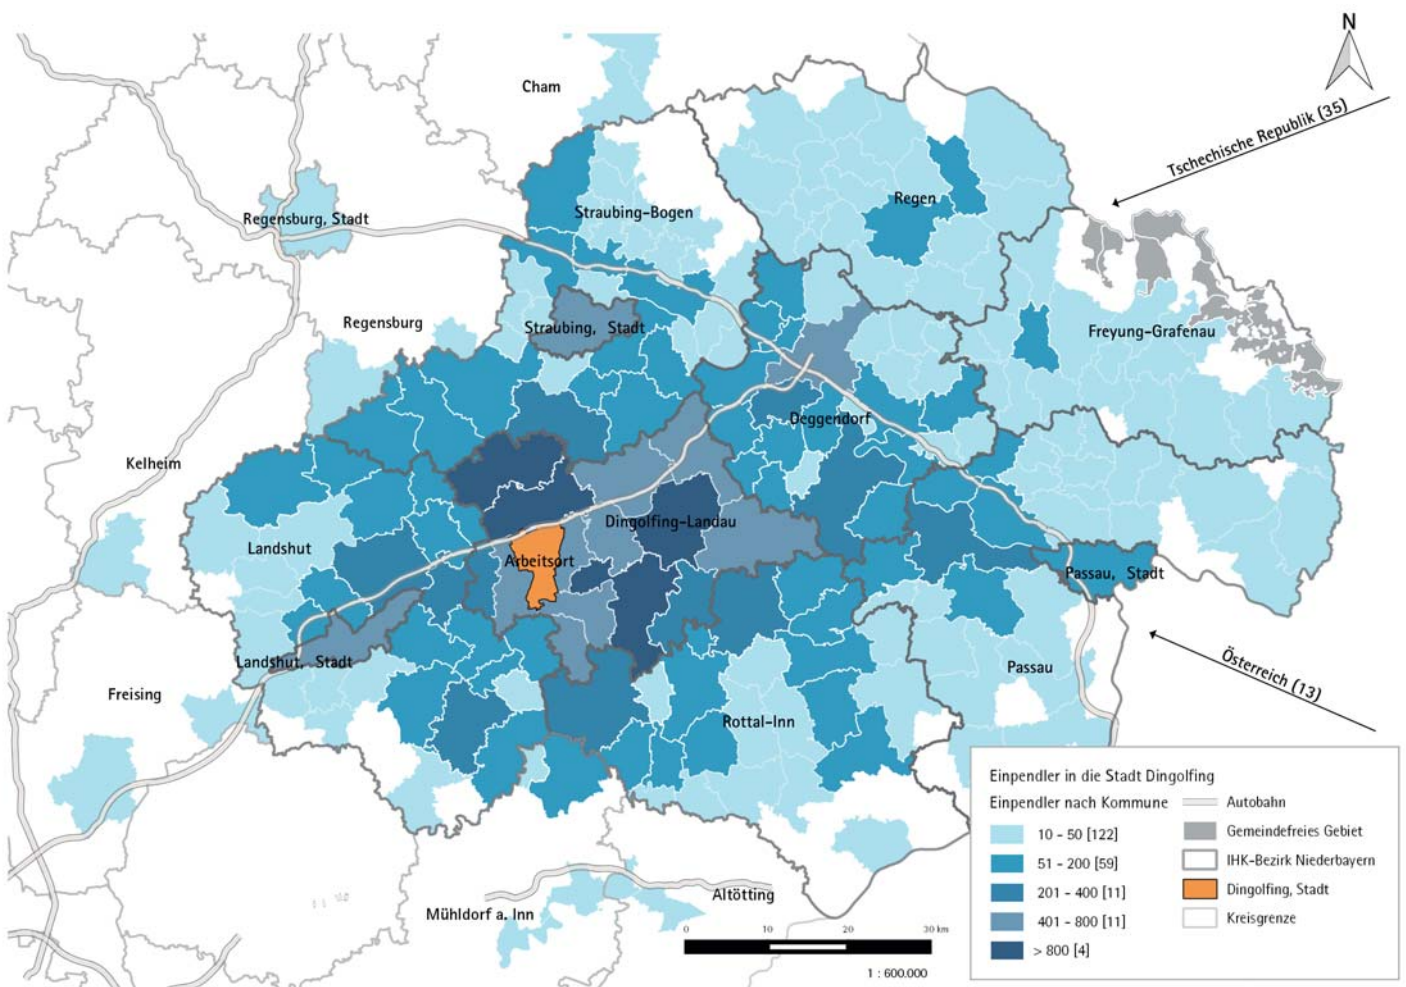 N
Cham
Tschechische Republik (35)
Regen
Straubing-Bogen
Regensburg, Stadt
Regensburg
Straubing, Stadt
Freyung-Grafenau
Deggendorf
Kelheim
Dingolfing-Landau
Landshut
Arbeitsort
Passau, Stadt
Landshut, Stadt
Passau
Österreich (13)
Freising
Rottal-Inn
Altötting
Mühldorf a. Inn
0 10 20 30 km
1 : 600.000
Einpendler in die Stadt Dingolfing
Einpendler nach Kommune
10 - 50 [122]
51 - 200 [59]
201 - 400 [11]
401 - 800 [11]
> 800 [4]
Autobahn
Gemeindefreies Gebiet
IHK-Bezirk Niederbayern
Dingolfing, Stadt
Kreisgrenze